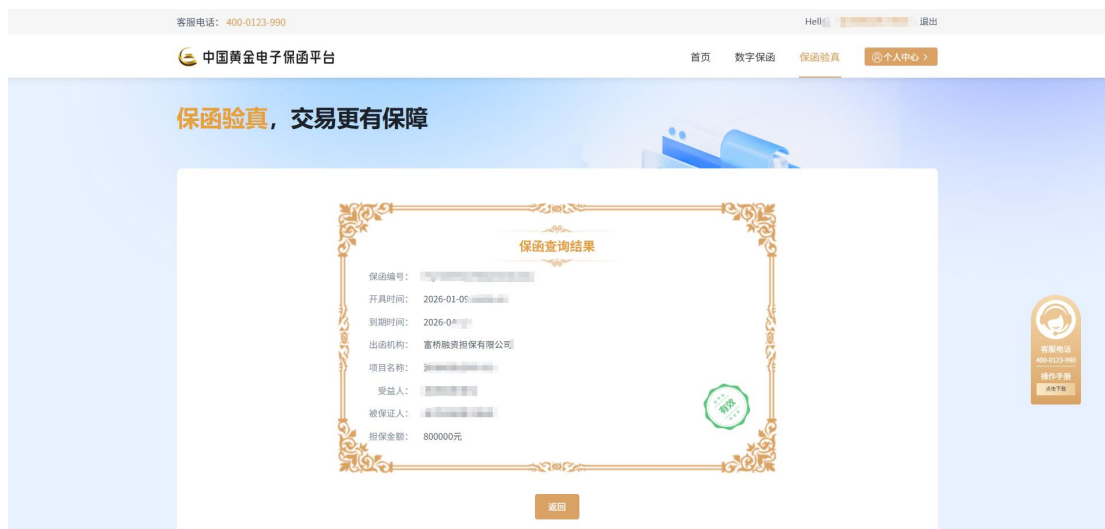 客服电话： 400-0123-990
Hell
退出
中国黄金电子保函平台
首页 数字保函 保函验真 个人中心 >
保函验真，交易更有保障
保函查询结果
保函编号：
开具时间： 2026-01-09
到期时间： 2026-0
出函机构： 富桥融资担保有限公司
项目名称：
受益人：
被保证人：
担保金额： 800000元
有效
返回
客服电话
400-0123-990
操作手册
点击下载